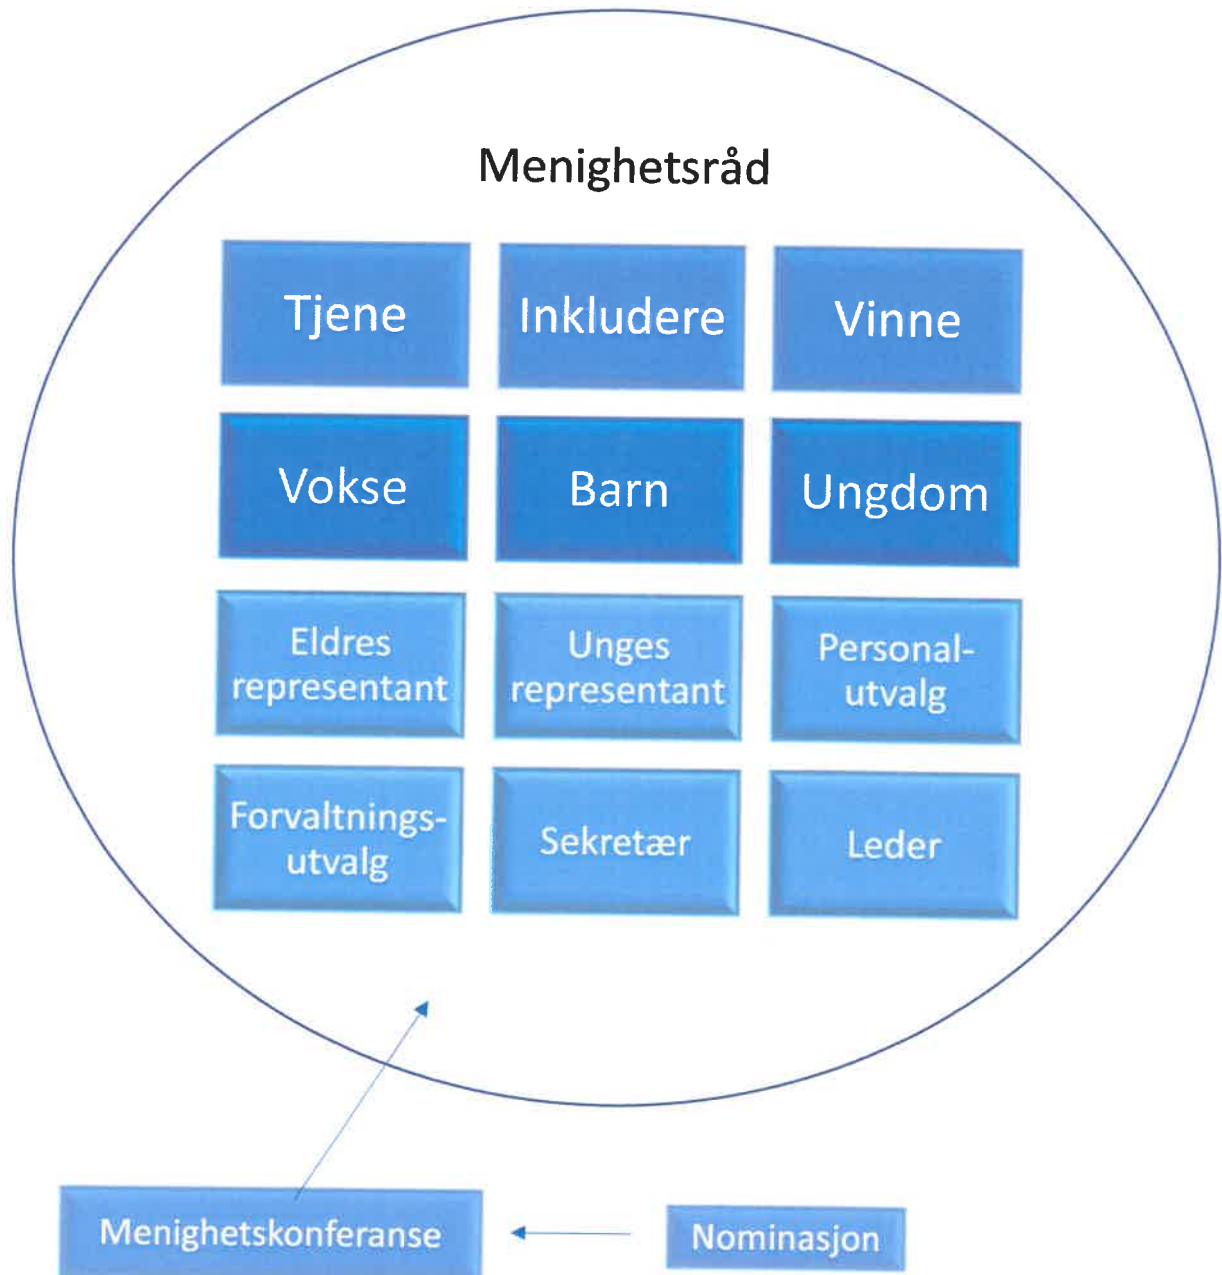 Menighetsråd
Tjene
Inkludere
Vinne
Vokse
Barn
Ungdom
Eldres
representant
Unges
representant
Personal-
utvalg
Forvaltnings-
utvalg
Sekretær
Leder
Menighetskonferanse
Nominasjon